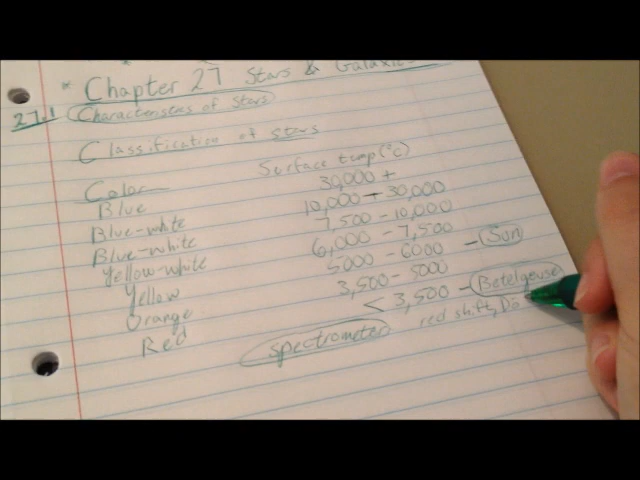 * Chapter 27 Stars & Galaxies
27.1 Characteristics of Stars
Classification of stars
Color Surface temp (°C)
Blue 30,000 +
Blue-white 10,000 - 30,000
Blue-white 7,500 - 10,000
Yellow-white 6,000 - 7,500
Yellow 5000 - 6000 - Sun
Orange 3,500 - 5000
Red < 3,500 - Betelgeuse
spectrometer red shift, Do